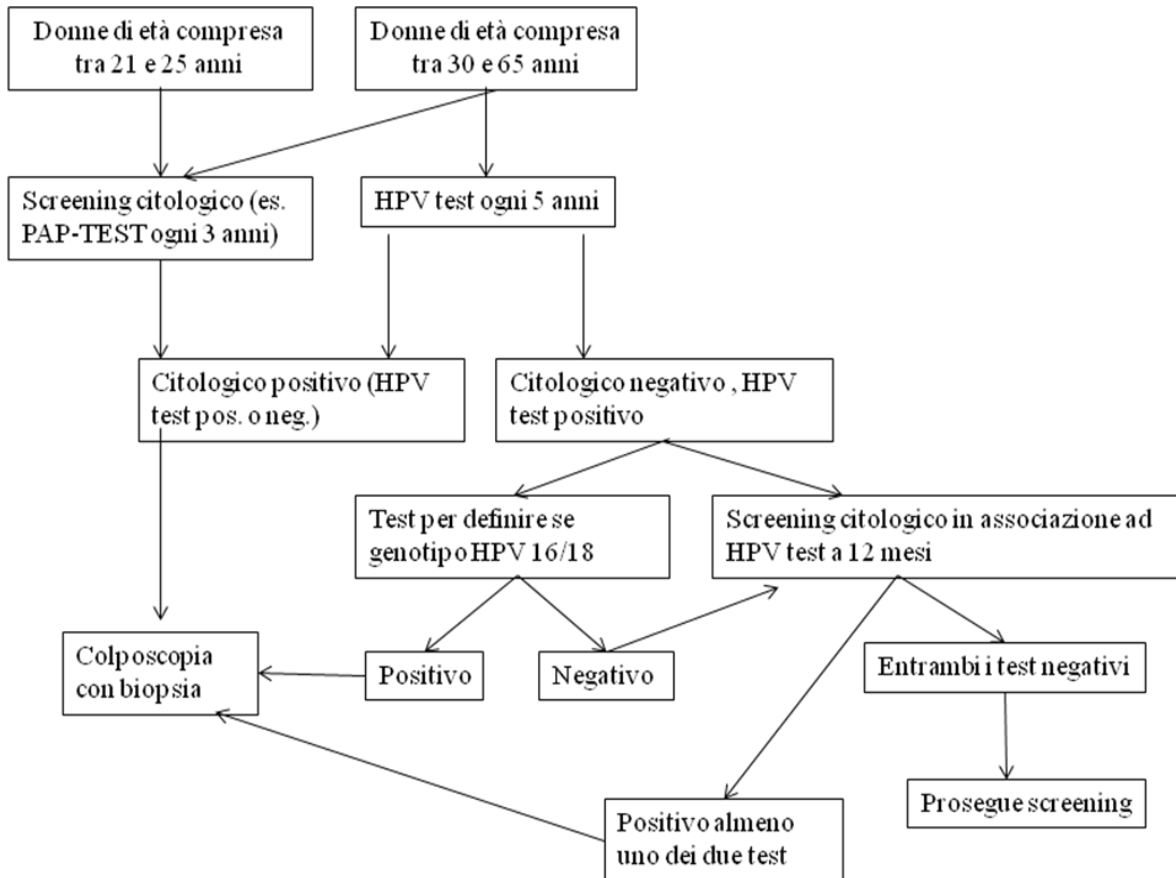 Donne di età compresa
tra 21 e 25 anni
Donne di età compresa
tra 30 e 65 anni
Screening citologico (es.
PAP-TEST ogni 3 anni)
HPV test ogni 5 anni
Citologico positivo (HPV
test pos. o neg.)
Citologico negativo , HPV
test positivo
Test per definire se
genotipo HPV 16/18
Screening citologico in associazione ad
HPV test a 12 mesi
Colposcopia
con biopsia
Positivo
Negativo
Entrambi i test negativi
Prosegue screening
Positivo almeno
uno dei due test